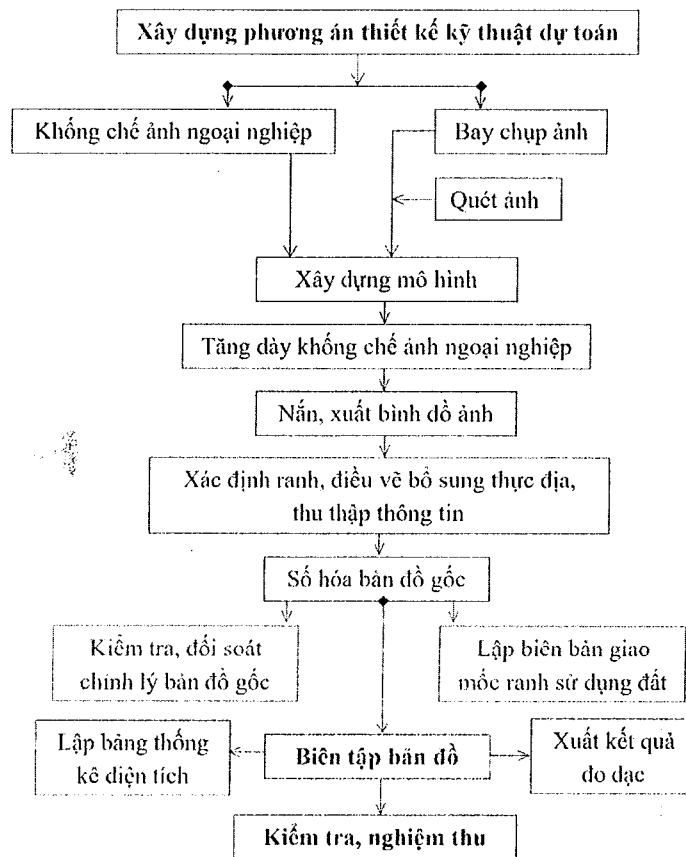 Xây dựng phương án thiết kế kỹ thuật dự toán
Khống chế ảnh ngoại nghiệp
Bay chụp ảnh
Quét ảnh
Xây dựng mô hình
Tăng dày khống chế ảnh ngoại nghiệp
Nắn, xuất bình đồ ảnh
Xác định ranh, điều vẽ bổ sung thực địa,
thu thập thông tin
Số hóa bản đồ gốc
Kiểm tra, đối soát
chỉnh lý bản đồ gốc
Lập biên bản giao
mốc ranh sử dụng đất
Lập bảng thống
kê diện tích
Biên tập bản đồ
Xuất kết quả
đo đạc
Kiểm tra, nghiệm thu